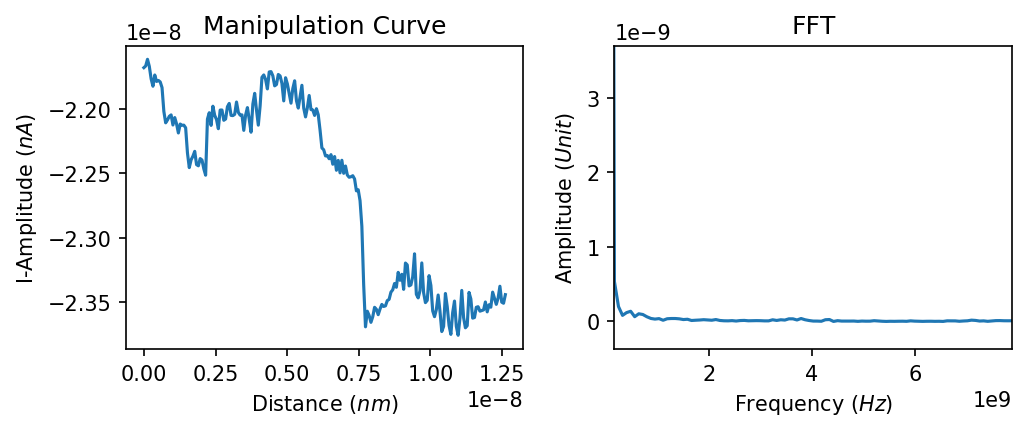 1e−8 Manipulation Curve
I-Amplitude (nA)
−2.20
−2.25
−2.30
−2.35
0.00 0.25 0.50 0.75 1.00 1.25
Distance (nm) 1e−8
1e−9 FFT
Amplitude (Unit)
3
2
1
0
2 4 6
Frequency (Hz) 1e9